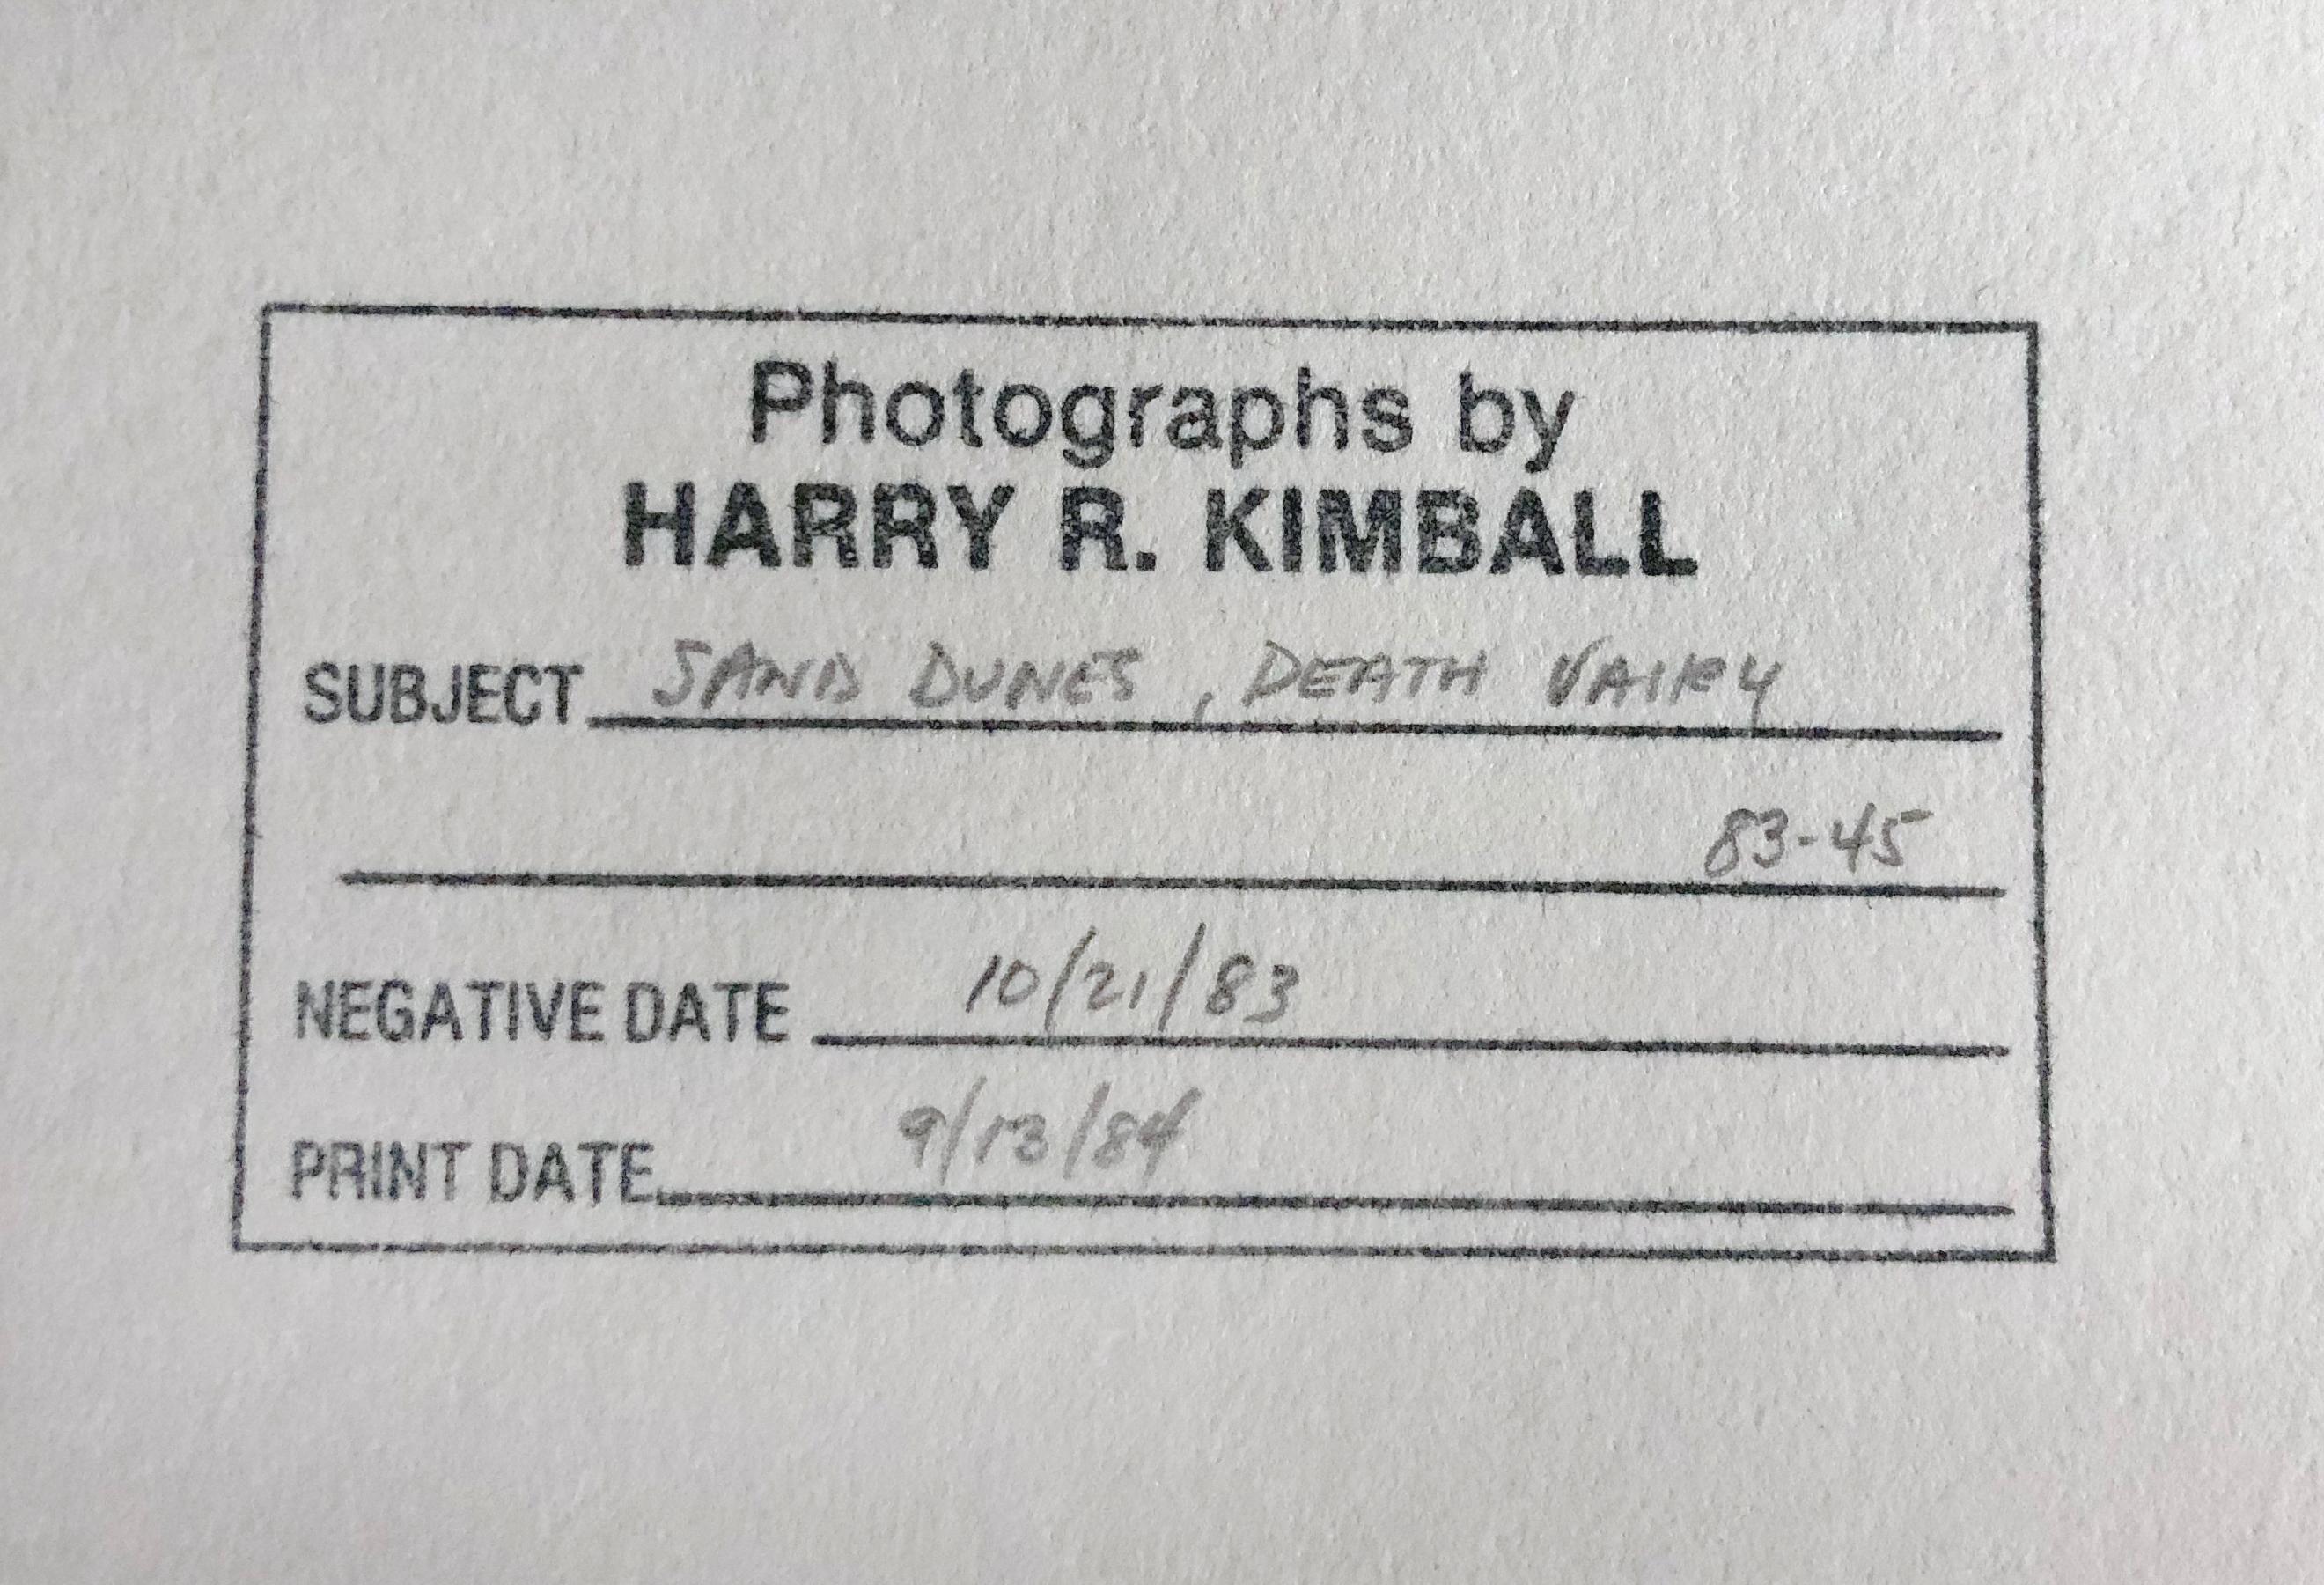 Photographs by
HARRY R. KIMBALL
SUBJECT SAND DUNES, DEATH VALLEY
83-45
NEGATIVE DATE 10/21/83
PRINT DATE 9/13/84